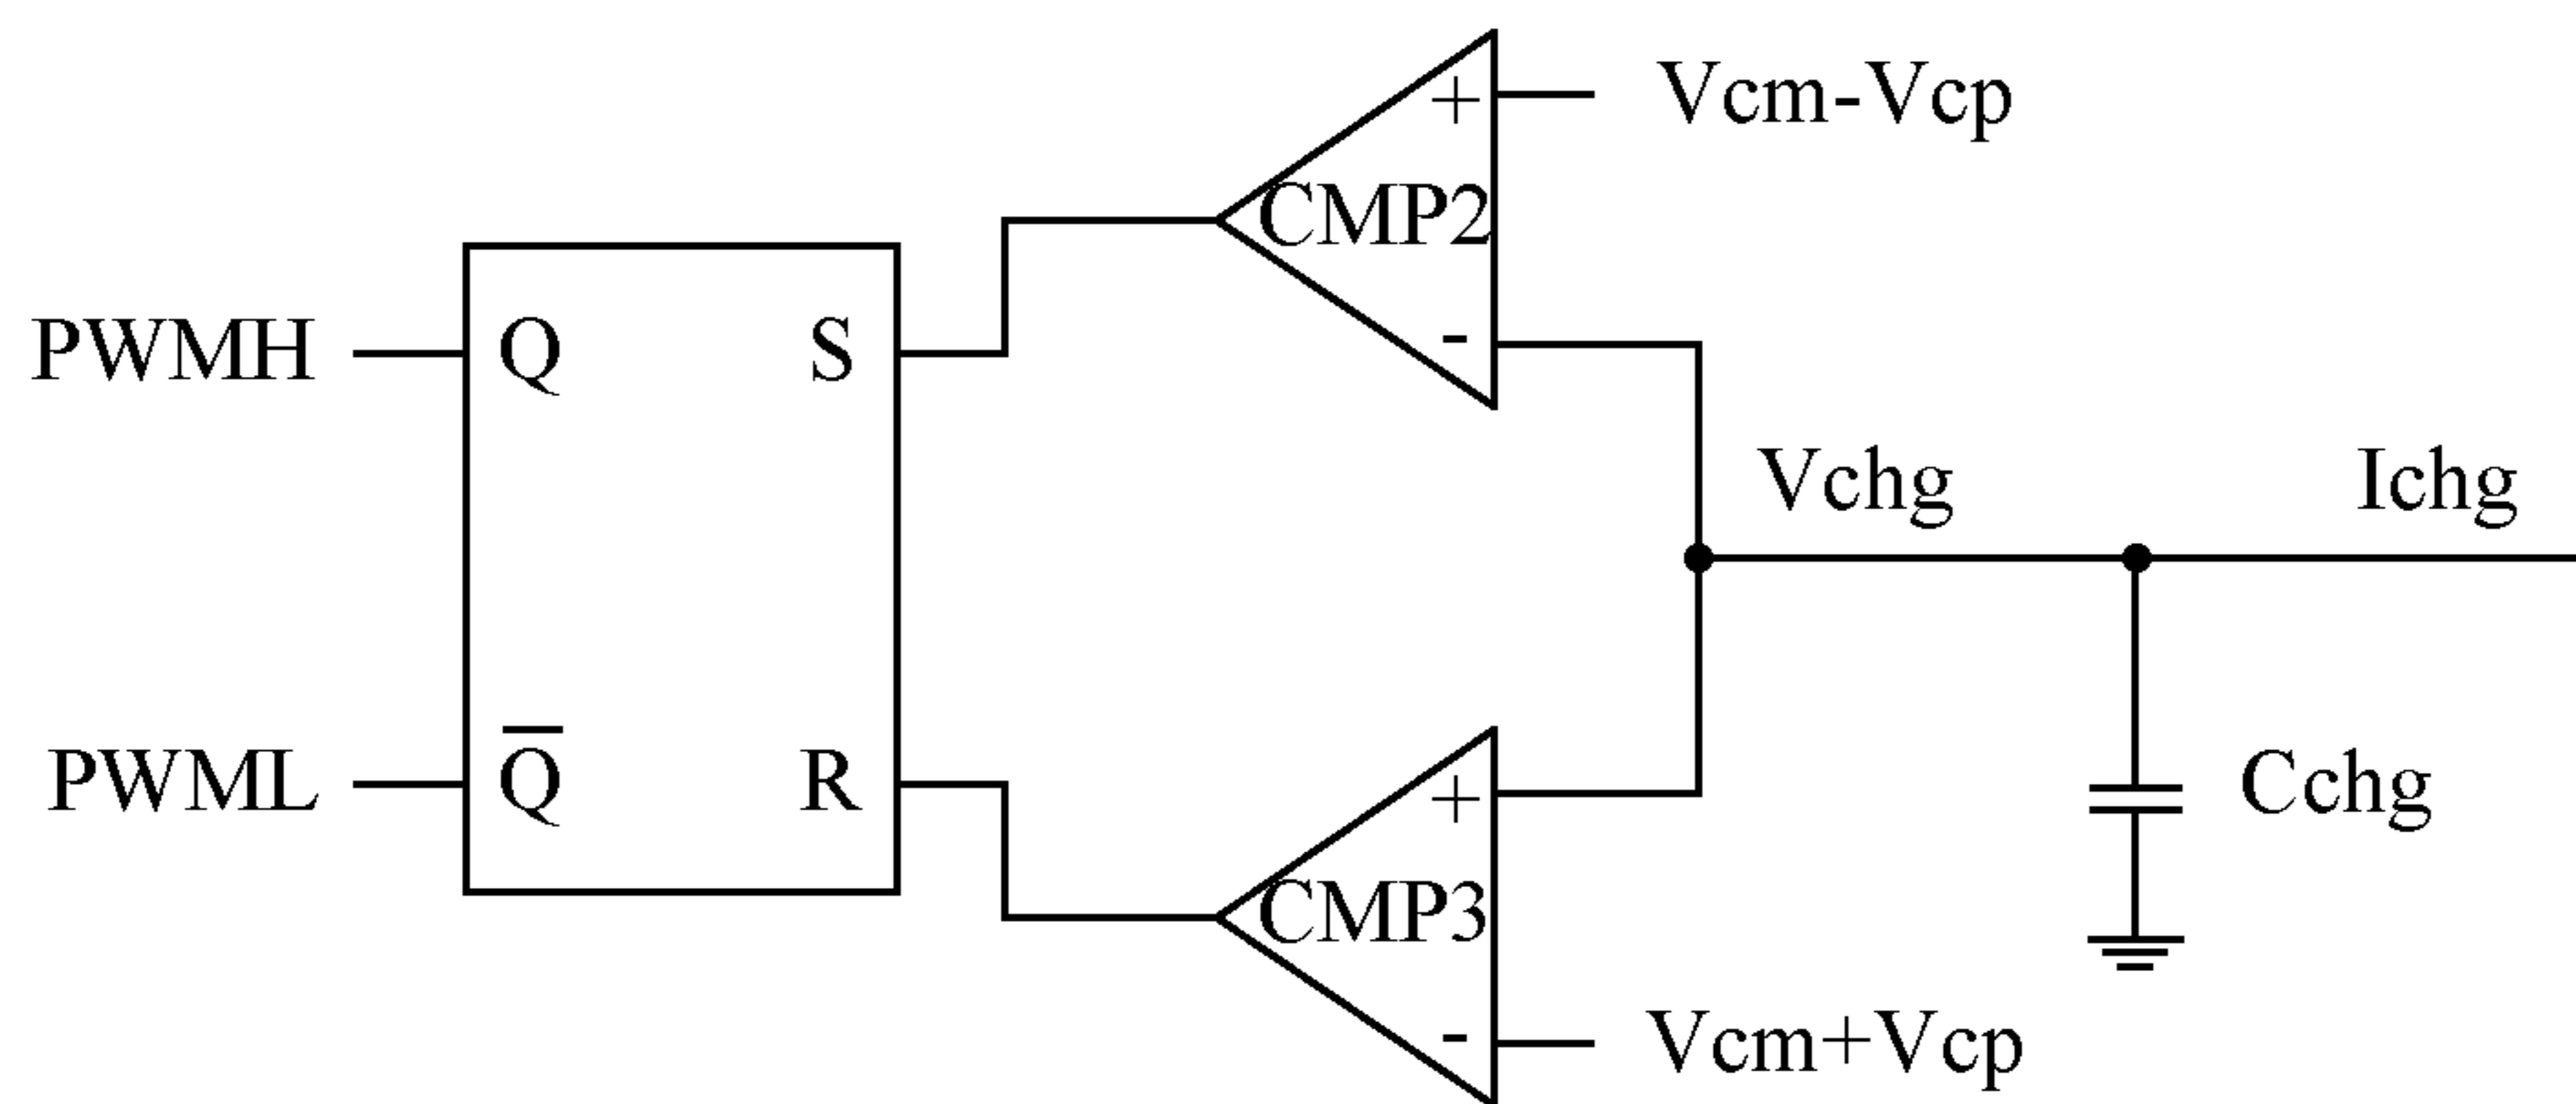 +
Vcm-Vcp
CMP2
-
PWMH
Q
S
Vchg
Ichg
PWML
Q̅
R
+
Cchg
CMP3
-
Vcm+Vcp